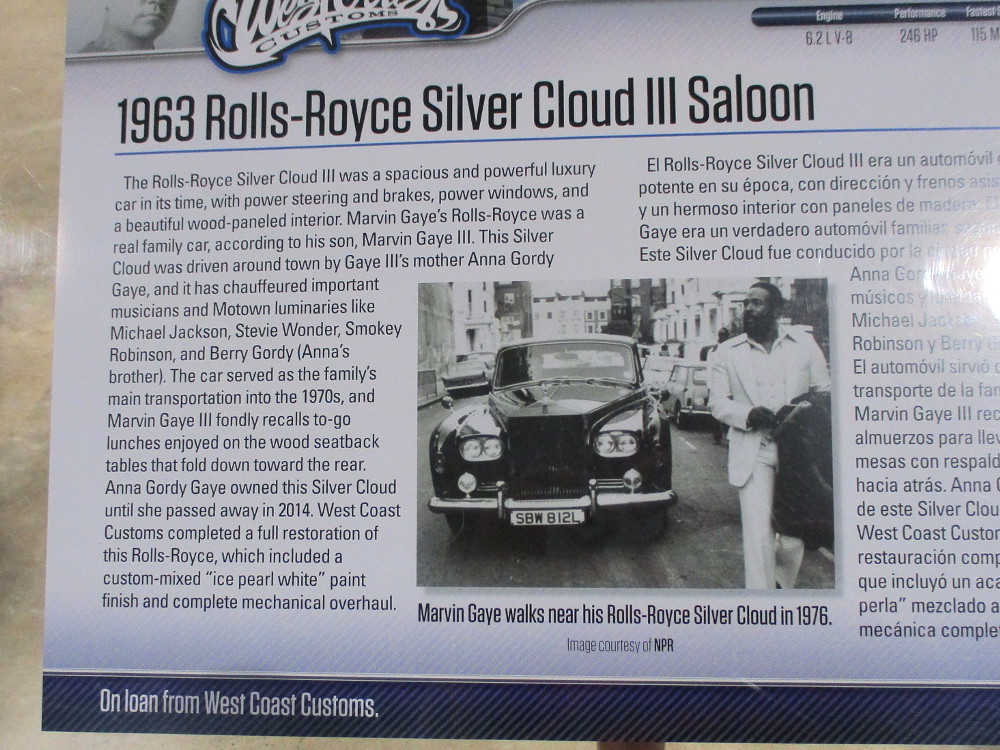 West Coast
CUSTOMS
Engine
Performance
Fastest
6.2 L V-8
246 HP
115 M
1963 Rolls-Royce Silver Cloud III Saloon
The Rolls-Royce Silver Cloud III was a spacious and powerful luxury
car in its time, with power steering and brakes, power windows, and
a beautiful wood-paneled interior. Marvin Gaye's Rolls-Royce was a
real family car, according to his son, Marvin Gaye III. This Silver
Cloud was driven around town by Gaye III's mother Anna Gordy
Gaye, and it has chauffeured important
musicians and Motown luminaries like
Michael Jackson, Stevie Wonder, Smokey
Robinson, and Berry Gordy (Anna's
brother). The car served as the family's
main transportation into the 1970s, and
Marvin Gaye III fondly recalls to-go
lunches enjoyed on the wood seatback
tables that fold down toward the rear.
Anna Gordy Gaye owned this Silver Cloud
until she passed away in 2014. West Coast
Customs completed a full restoration of
this Rolls-Royce, which included a
custom-mixed "ice pearl white" paint
finish and complete mechanical overhaul.
SBW 812L
Marvin Gaye walks near his Rolls-Royce Silver Cloud in 1976.
Image courtesy of NPR
El Rolls-Royce Silver Cloud III era un automóvil
potente en su época, con dirección y frenos asis
y un hermoso interior con paneles de madera. E
Gaye era un verdadero automóvil familiar,
Este Silver Cloud fue conducido por la
Anna Gor
músicos y
Michael Jackso
Robinson y Berry G
El automóvil sirvió
transporte de la fam
Marvin Gaye III rec
almuerzos para llev
mesas con respald
hacia atrás. Anna G
de este Silver Clou
West Coast Custom
restauración comp
que incluyó un aca
perla" mezclado a
mecánica complet
On loan from West Coast Customs.